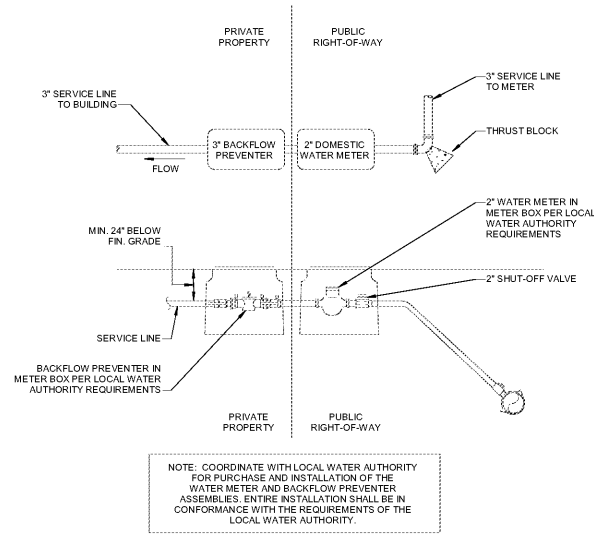 PRIVATE
PROPERTY
PUBLIC
RIGHT-OF-WAY
3" SERVICE LINE
TO METER
3" SERVICE LINE
TO BUILDING
THRUST BLOCK
3" BACKFLOW
PREVENTER
2" DOMESTIC
WATER METER
FLOW
2" WATER METER IN
METER BOX PER LOCAL
WATER AUTHORITY
REQUIREMENTS
MIN. 24" BELOW
FIN. GRADE
2" SHUT-OFF VALVE
SERVICE LINE
BACKFLOW PREVENTER IN
METER BOX PER LOCAL WATER
AUTHORITY REQUIREMENTS
PRIVATE
PROPERTY
PUBLIC
RIGHT-OF-WAY
NOTE: COORDINATE WITH LOCAL WATER AUTHORITY
FOR PURCHASE AND INSTALLATION OF THE
WATER METER AND BACKFLOW PREVENTER
ASSEMBLIES. ENTIRE INSTALLATION SHALL BE IN
CONFORMANCE WITH THE REQUIREMENTS OF THE
LOCAL WATER AUTHORITY.